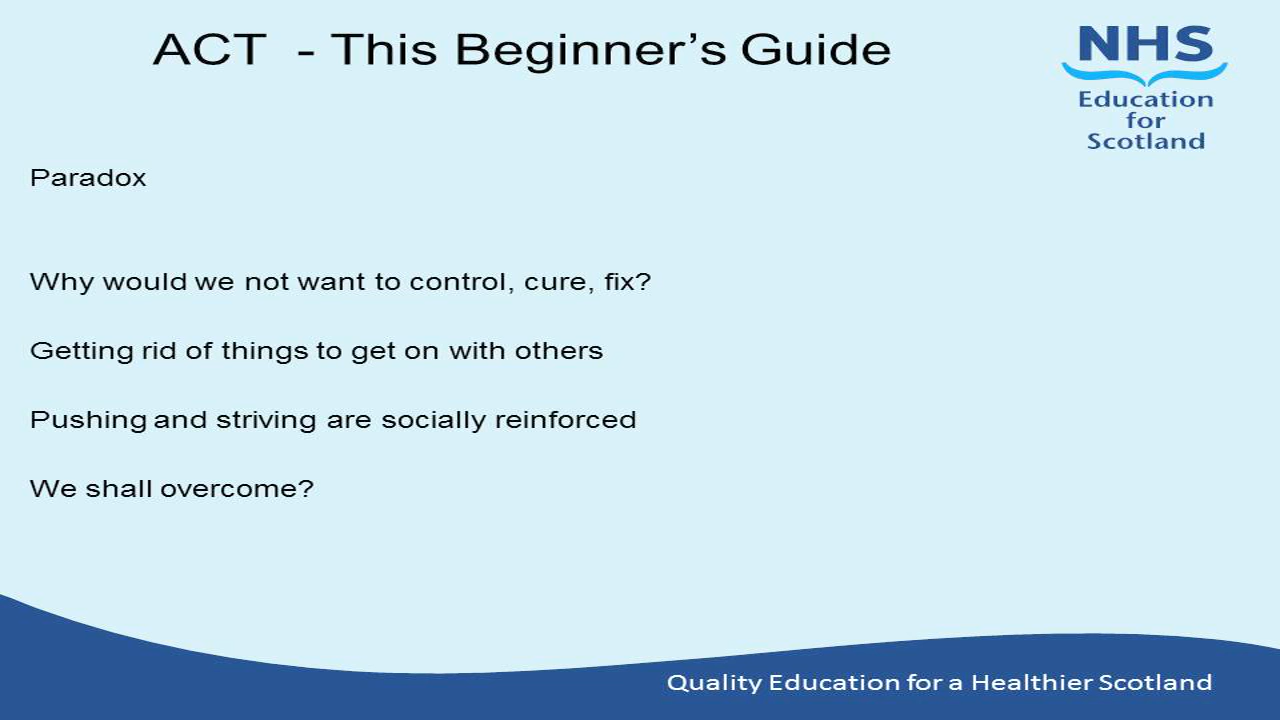 ACT  - This Beginner’s Guide
NHS
Education
for
Scotland
Paradox
Why would we not want to control, cure, fix?
Getting rid of things to get on with others
Pushing and striving are socially reinforced
We shall overcome?
Quality Education for a Healthier Scotland